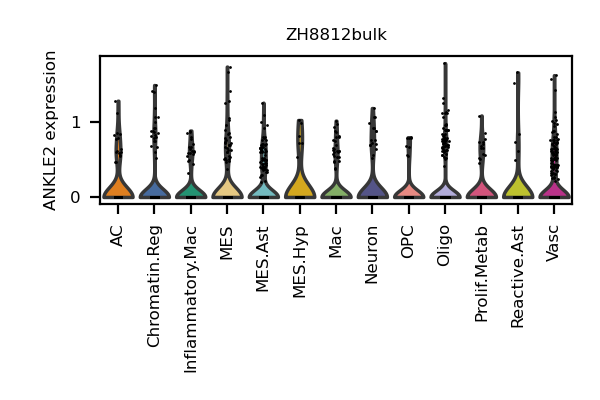 ZH8812bulk
ANKLE2 expression
1
0
AC
Chromatin.Reg
Inflammatory.Mac
MES
MES.Ast
MES.Hyp
Mac
Neuron
OPC
Oligo
Prolif.Metab
Reactive.Ast
Vasc